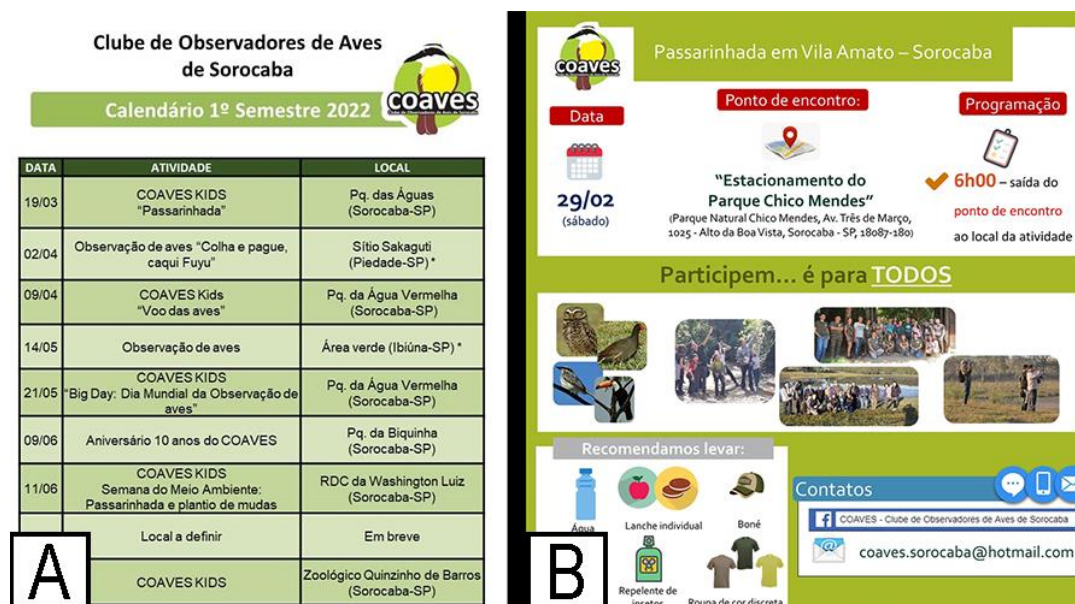 Clube de Observadores de Aves
de Sorocaba
Calendário 1º Semestre 2022
coaves
Clube de Observadores de Aves de Sorocaba
DATA ATIVIDADE LOCAL
19/03 COAVES KIDS
"Passarinhada"
Pq. das Águas
(Sorocaba-SP)
02/04 Observação de aves "Colha e pague,
caqui Fuyu"
Sítio Sakaguti
(Piedade-SP) *
09/04 COAVES Kids
"Voo das aves"
Pq. da Água Vermelha
(Sorocaba-SP)
14/05 Observação de aves Área verde (Ibiúna-SP) *
21/05 COAVES KIDS
"Big Day: Dia Mundial da Observação de
aves"
Pq. da Água Vermelha
(Sorocaba-SP)
09/06 Aniversário 10 anos do COAVES
Pq. da Biquinha
(Sorocaba-SP)
11/06 COAVES KIDS
Semana do Meio Ambiente:
Passarinhada e plantio de mudas
RDC da Washington Luiz
(Sorocaba-SP)
Local a definir Em breve
COAVES KIDS
Zoológico Quinzinho de Barros
(Sorocaba-SP)
A
coaves
Passarinhada em Vila Amato – Sorocaba
Data
29/02
(sábado)
Ponto de encontro:
"Estacionamento do
Parque Chico Mendes"
(Parque Natural Chico Mendes, Av. Três de Março,
1025 - Alto da Boa Vista, Sorocaba - SP, 18087-180)
Programação
6h00 – saída do
ponto de encontro
ao local da atividade
Participem... é para TODOS
Recomendamos levar:
Água
Lanche individual
Boné
Repelente de
insetos
Roupa de cor discreta
Contatos
COAVES - Clube de Observadores de Aves de Sorocaba
coaves.sorocaba@hotmail.com
B